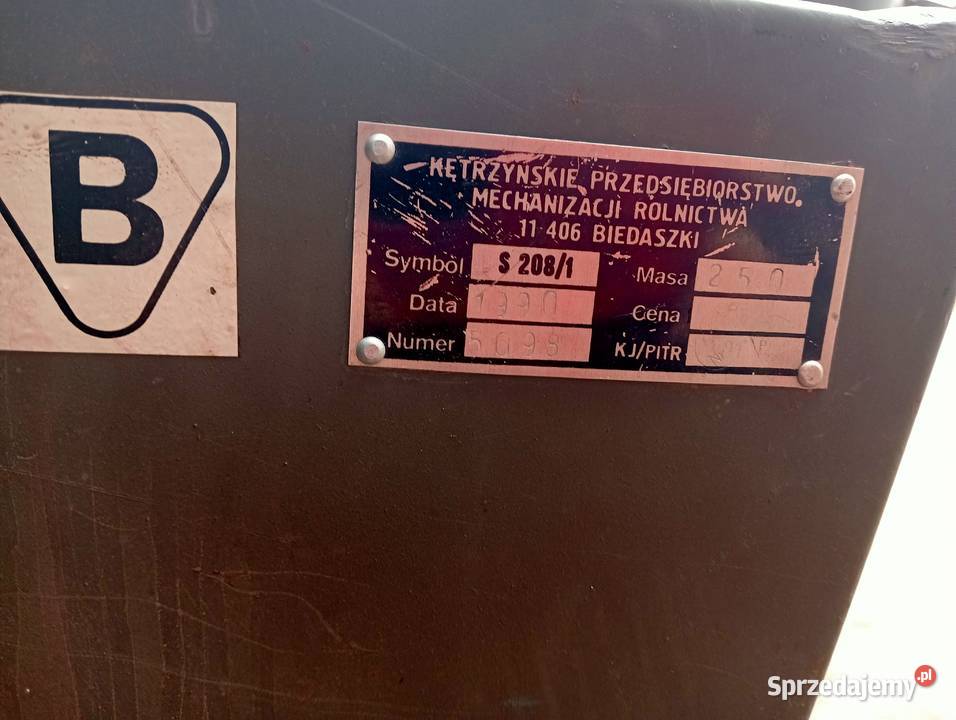 B
KĘTRZYŃSKIE PRZEDSIĘBIORSTWO
MECHANIZACJI ROLNICTWA
11 406 BIEDASZKI
Symbol S 208/1 Masa 250
Data 1990 Cena
Numer KJ/PITR
Sprzedajemy.pl